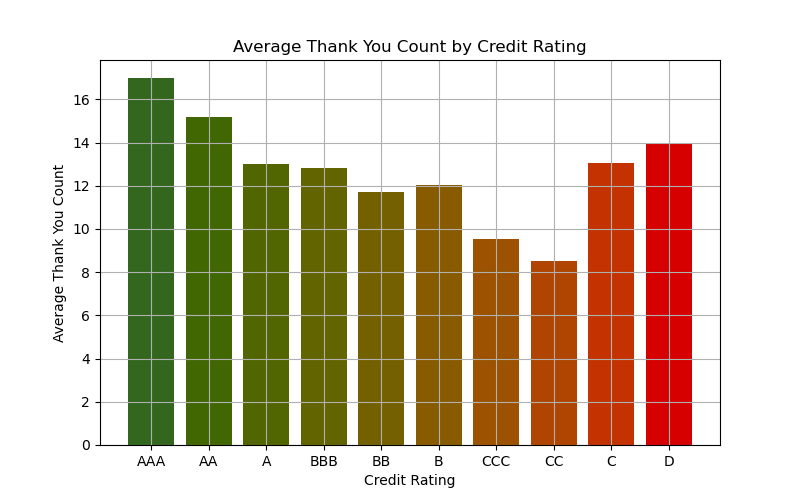 Average Thank You Count by Credit Rating
Average Thank You Count
16
14
12
10
8
6
4
2
0
AAA AA A BBB BB B CCC CC C D
Credit Rating